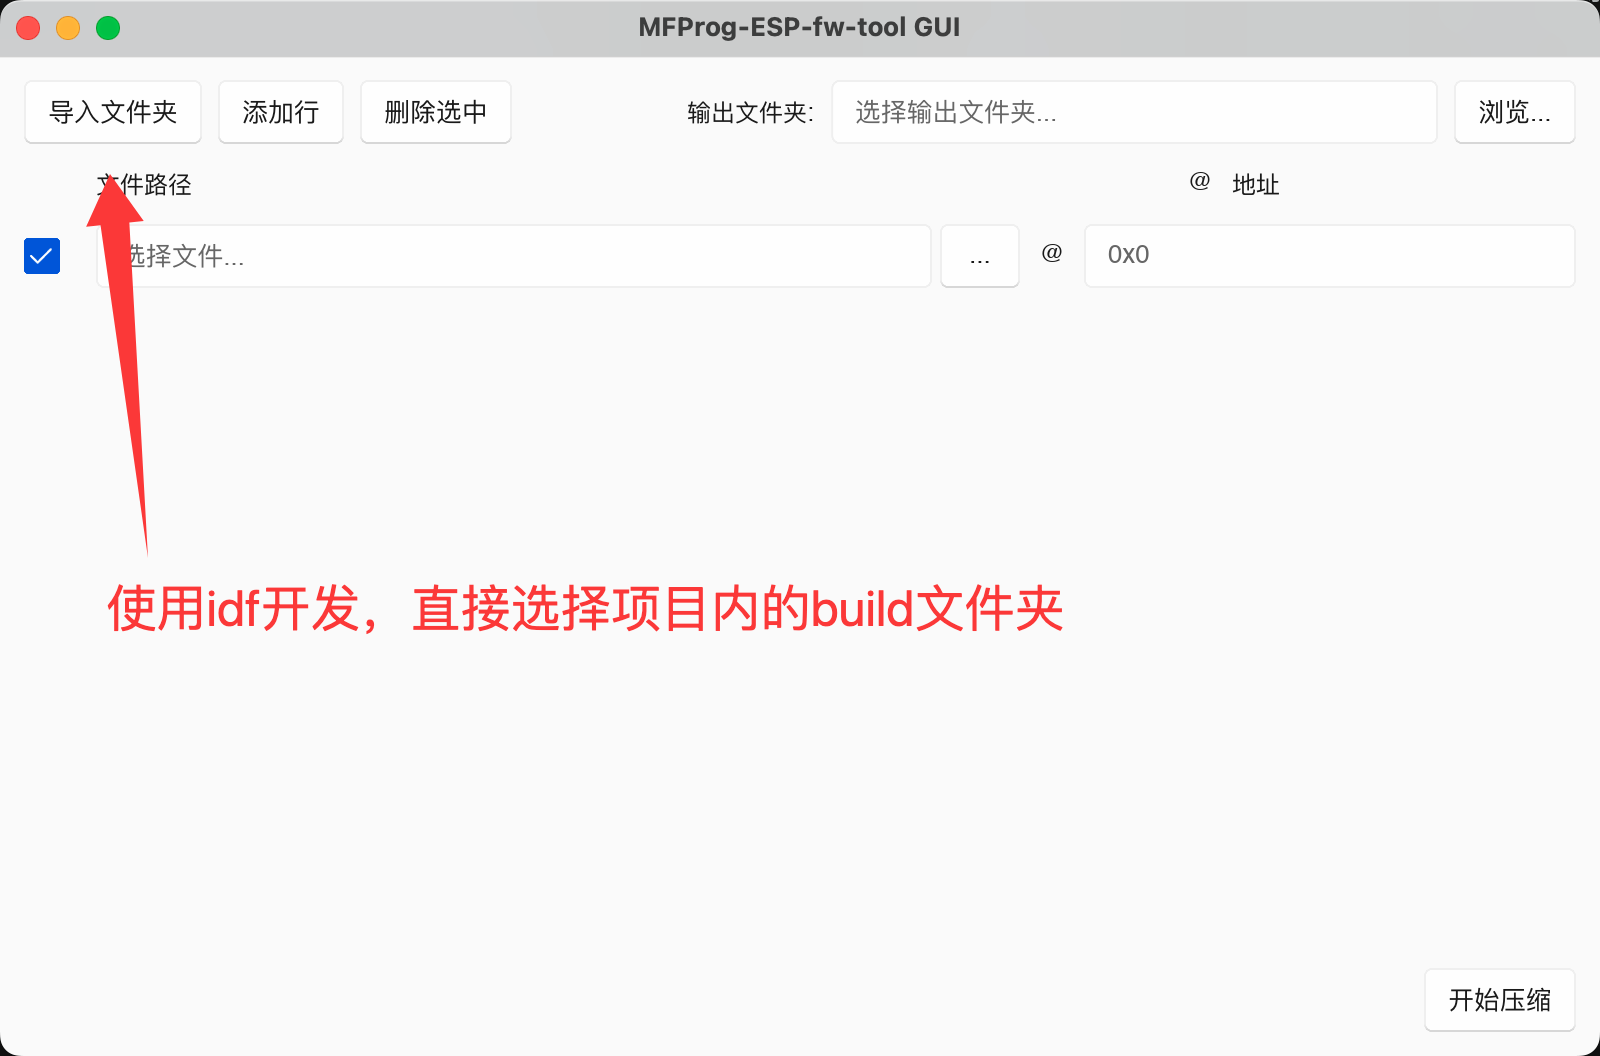 MFProg-ESP-fw-tool GUI
导入文件夹 添加行 删除选中 输出文件夹: 选择输出文件夹... 浏览...
文件路径 @ 地址
选择文件... ... @ 0x0
使用idf开发，直接选择项目内的build文件夹
开始压缩